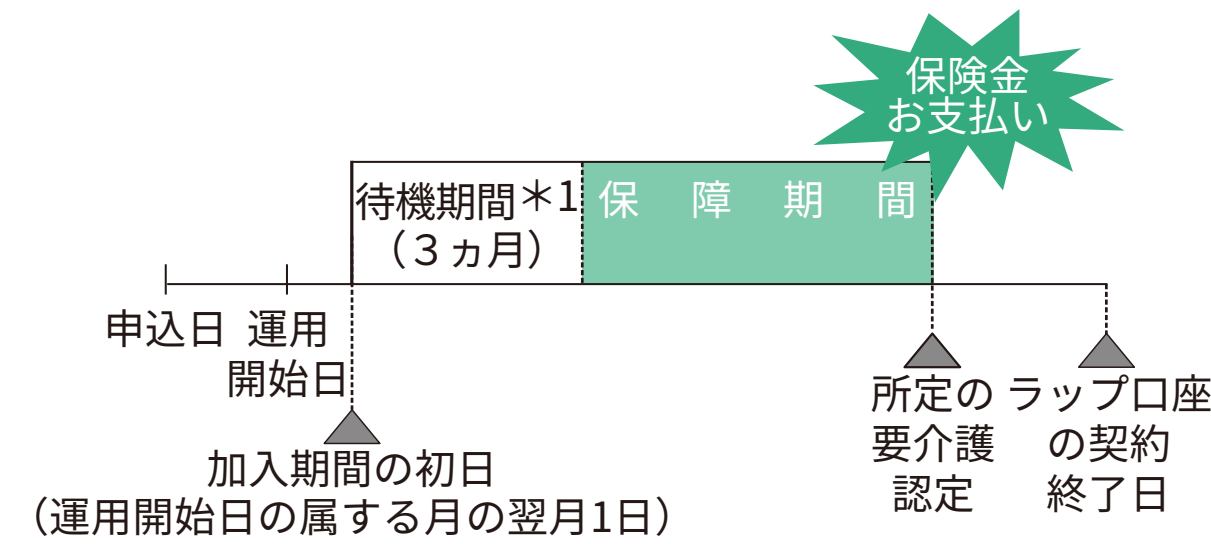 保険金
お支払い
待機期間＊1
（３ヵ月）
保障期間
申込日
運用
開始日
加入期間の初日
（運用開始日の属する月の翌月1日）
所定の
要介護
認定
ラップ口座
の契約
終了日